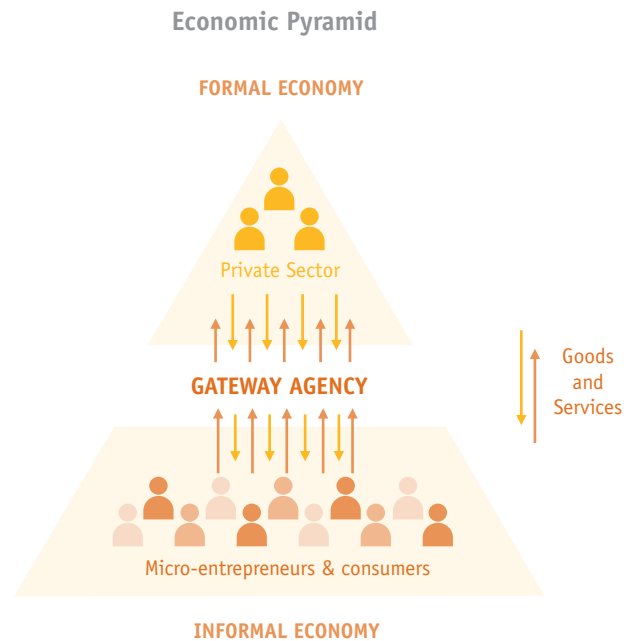 Economic Pyramid
FORMAL ECONOMY
Private Sector
GATEWAY AGENCY
Goods
and
Services
Micro-entrepreneurs & consumers
INFORMAL ECONOMY